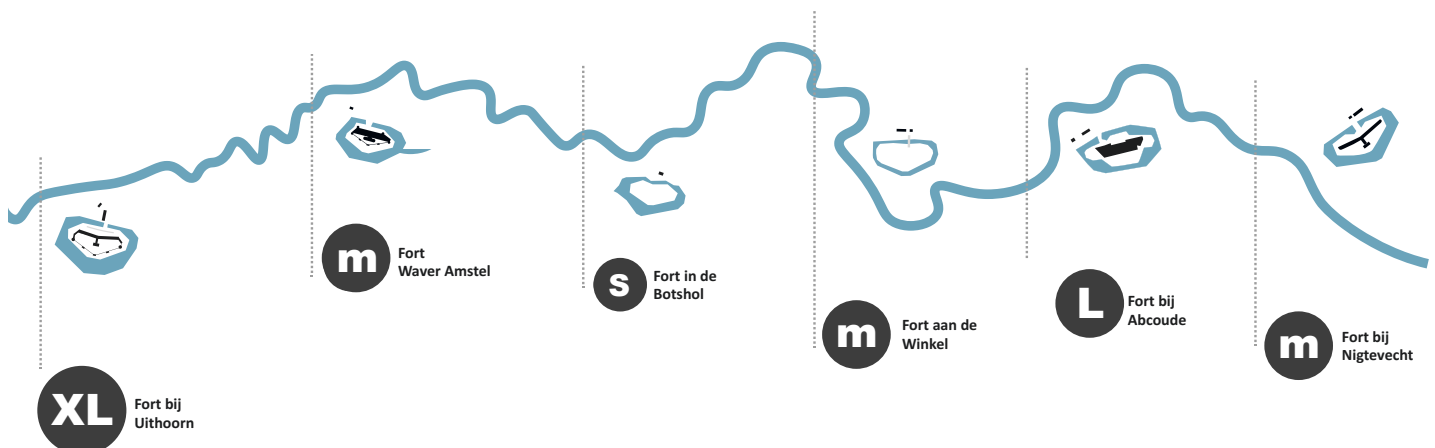 XL
Fort bij
Uithoorn
m
Fort
Waver Amstel
s
Fort in de
Botshol
m
Fort aan de
Winkel
L
Fort bij
Abcoude
m
Fort bij
Nigtevecht